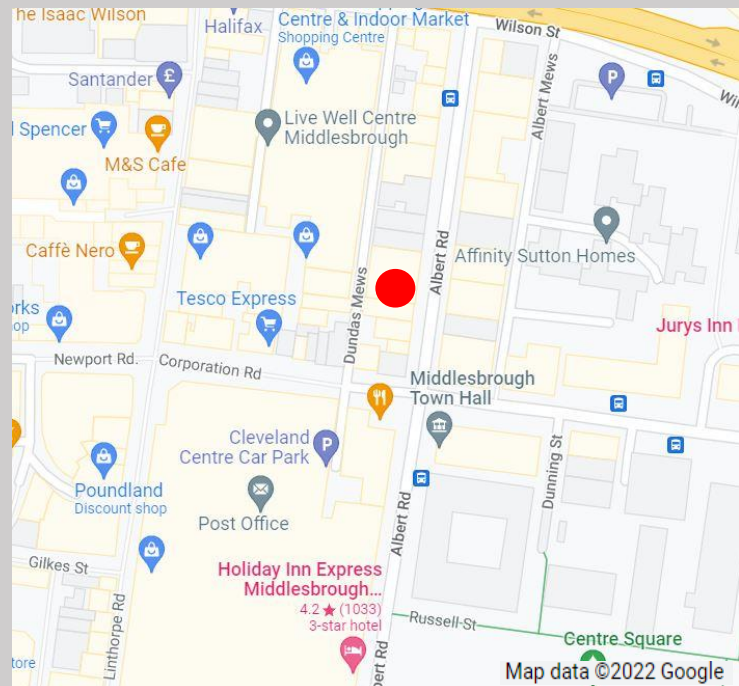 he Isaac Wilson
Halifax
Centre & Indoor Market
Shopping Centre
Wilson St
Santander
£
P
Albert Mews
l Spencer
Live Well Centre
Middlesbrough
M&S Cafe
Albert Rd
Affinity Sutton Homes
Caffè Nero
Tesco Express
Dundas Mews
orks
op
Jurys Inn
Newport Rd.
Corporation Rd
Middlesbrough
Town Hall
Cleveland
Centre Car Park
P
Dunning St
Poundland
Discount shop
Post Office
Albert Rd
Gilkes St
Holiday Inn Express
Middlesbrough...
4.2 ★ (1033)
3-star hotel
Linthorpe Rd
Russell St
Centre Square
tore
bert Rd
Map data ©2022 Google